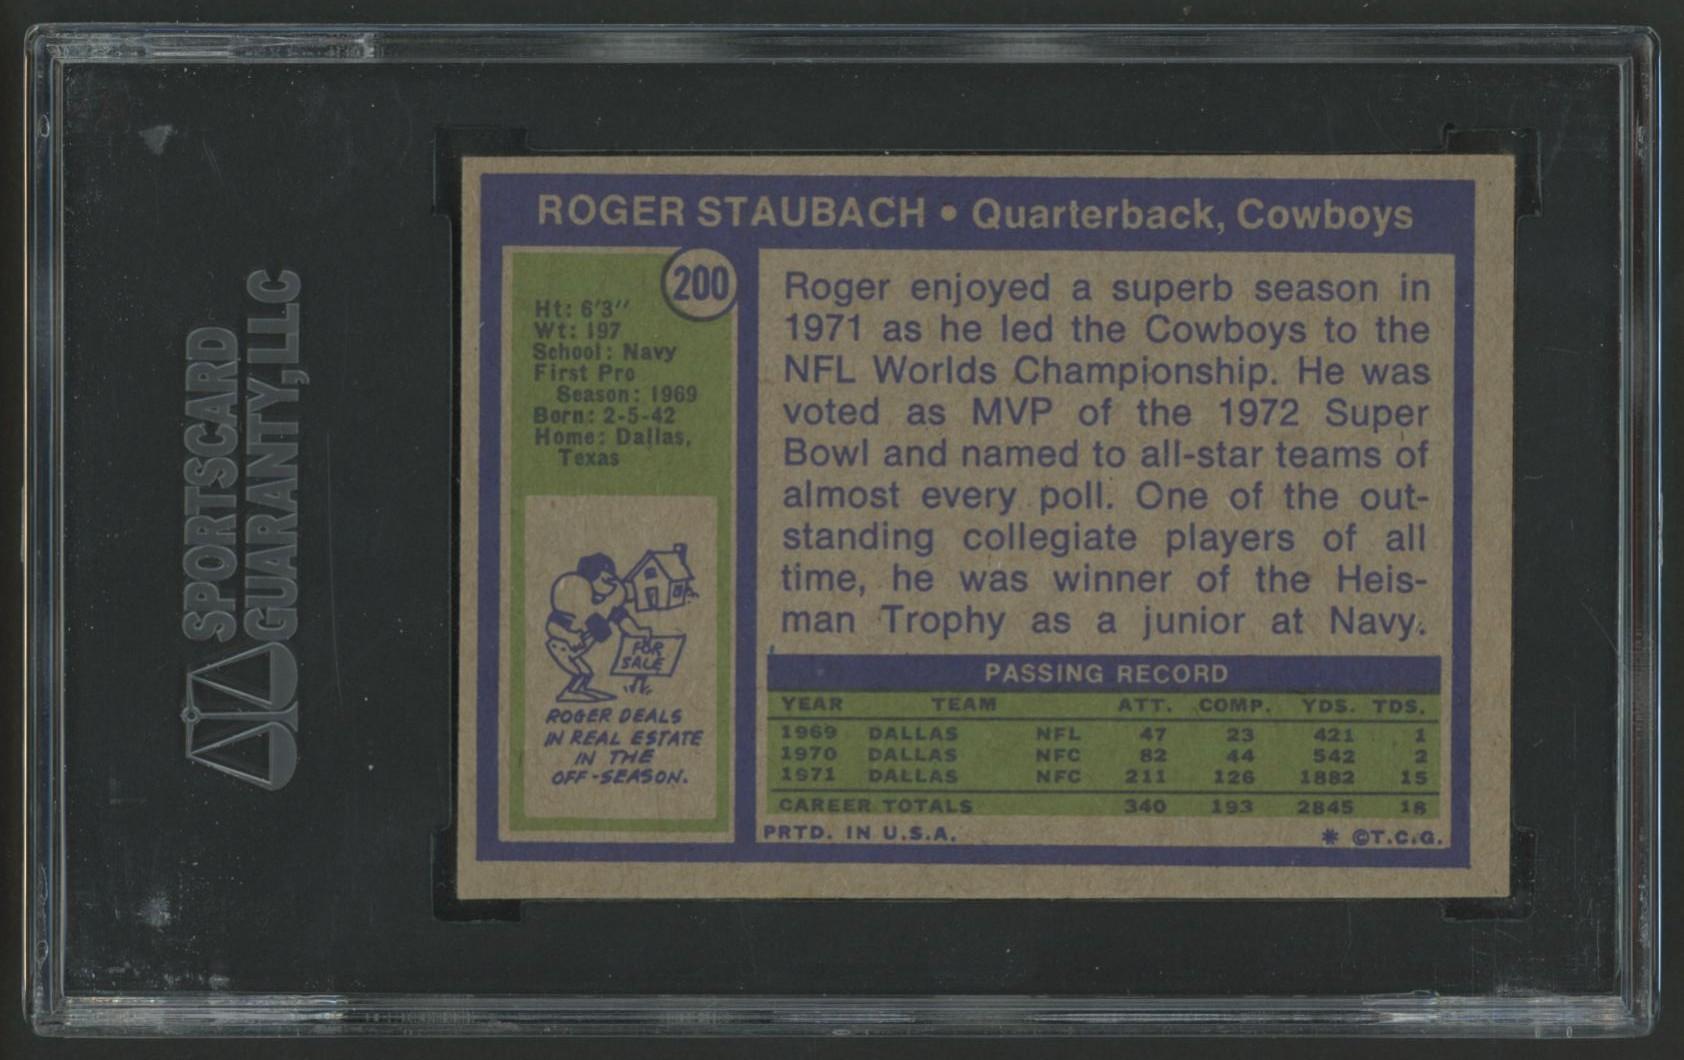 SPORTSCARD
GUARANTY,LLC
ROGER STAUBACH • Quarterback, Cowboys
200
Ht: 6'3"
Wt: 197
School: Navy
First Pro
Season: 1969
Born: 2-5-42
Home: Dallas,
Texas
FOR
SALE
ROGER DEALS
IN REAL ESTATE
IN THE
OFF-SEASON.
Roger enjoyed a superb season in
1971 as he led the Cowboys to the
NFL Worlds Championship. He was
voted as MVP of the 1972 Super
Bowl and named to all-star teams of
almost every poll. One of the out-
standing collegiate players of all
time, he was winner of the Heis-
man Trophy as a junior at Navy.
PASSING RECORD
YEAR TEAM ATT. COMP. YDS. TDS.
1969 DALLAS NFL 47 23 421 1
1970 DALLAS NFC 82 44 542 2
1971 DALLAS NFC 211 126 1882 15
CAREER TOTALS 340 193 2845 18
PRTD. IN U.S.A. * ©T.C.G.